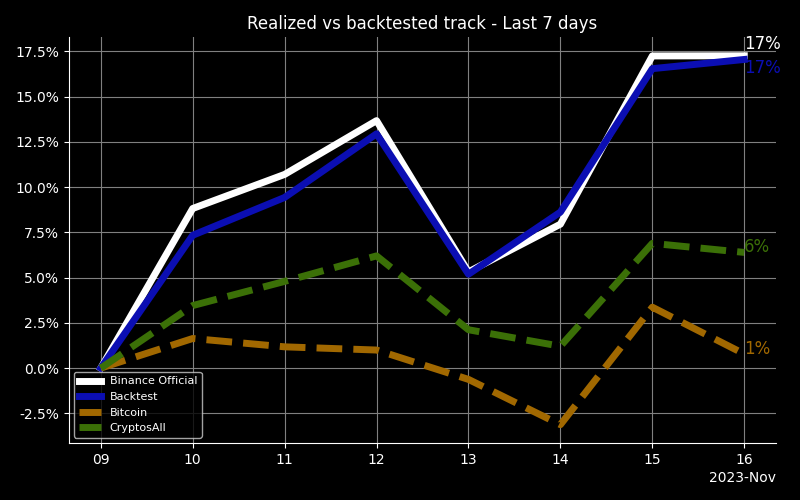 Realized vs backtested track - Last 7 days
17.5%
15.0%
12.5%
10.0%
7.5%
5.0%
2.5%
0.0%
-2.5%
17%
17%
6%
1%
Binance Official
Backtest
Bitcoin
CryptosAll
09 10 11 12 13 14 15 16
2023-Nov